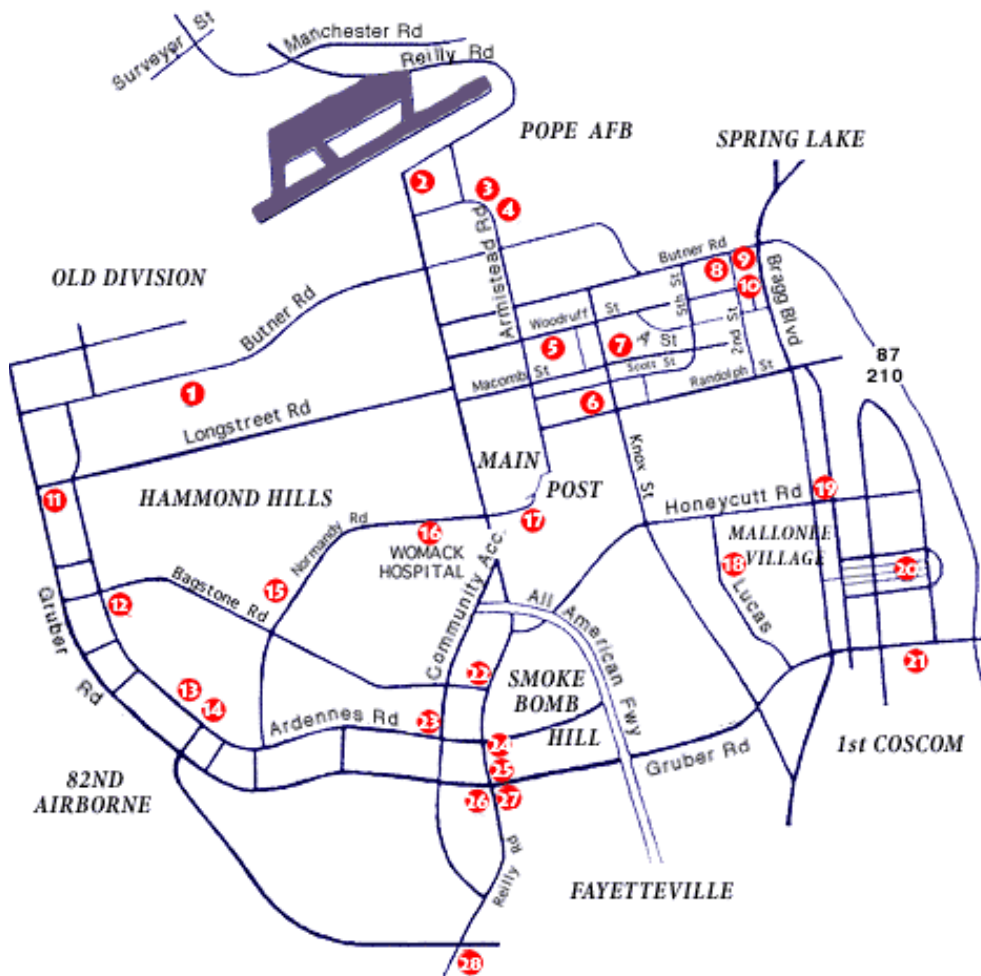 Surveyor St
Manchester Rd
Reilly Rd
POPE AFB
SPRING LAKE
2
3
4
Armistead Rd
OLD DIVISION
Butner Rd
Butner Rd
8
9
10
Bragg Blvd
5th St
2nd St
Woodruff St
5
7
A St
Scott St
Macomb St
Randolph St
6
87
210
1
Longstreet Rd
MAIN
POST
Knox St
11
HAMMOND HILLS
19
Honeycutt Rd
17
16
Normandy Rd
WOMACK
HOSPITAL
MALLONEE
VILLAGE
18
Lucas
20
15
12
Bagstone Rd
Gruber
Rd
Community Acc.
All American Fwy
21
22
SMOKE
BOMB
HILL
13
14
Ardennes Rd
23
24
25
Gruber Rd
1st COSCOM
82ND
AIRBORNE
26
27
Reilly Rd
FAYETTEVILLE
28